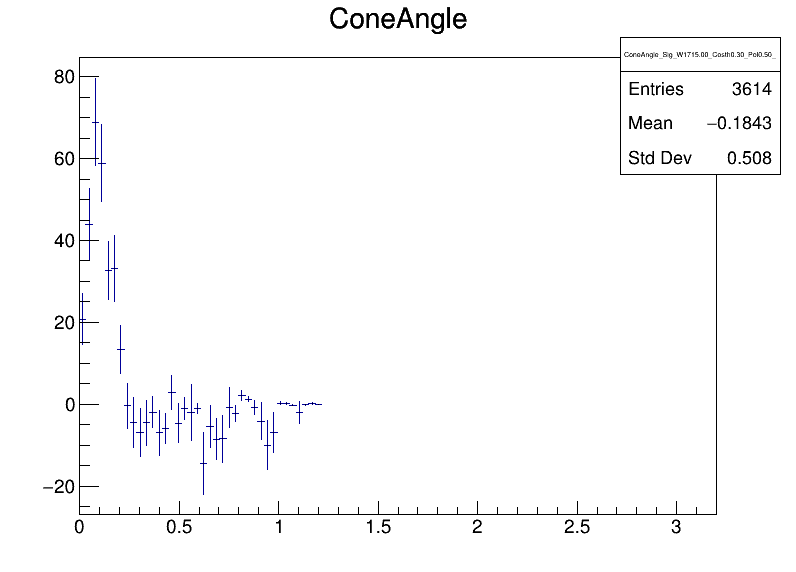 ConeAngle
ConeAngle_Sig_W1715.00_Costh0.30_Pol0.50_
Entries 3614
Mean −0.1843
Std Dev 0.508
80
60
40
20
0
−20
0 0.5 1 1.5 2 2.5 3